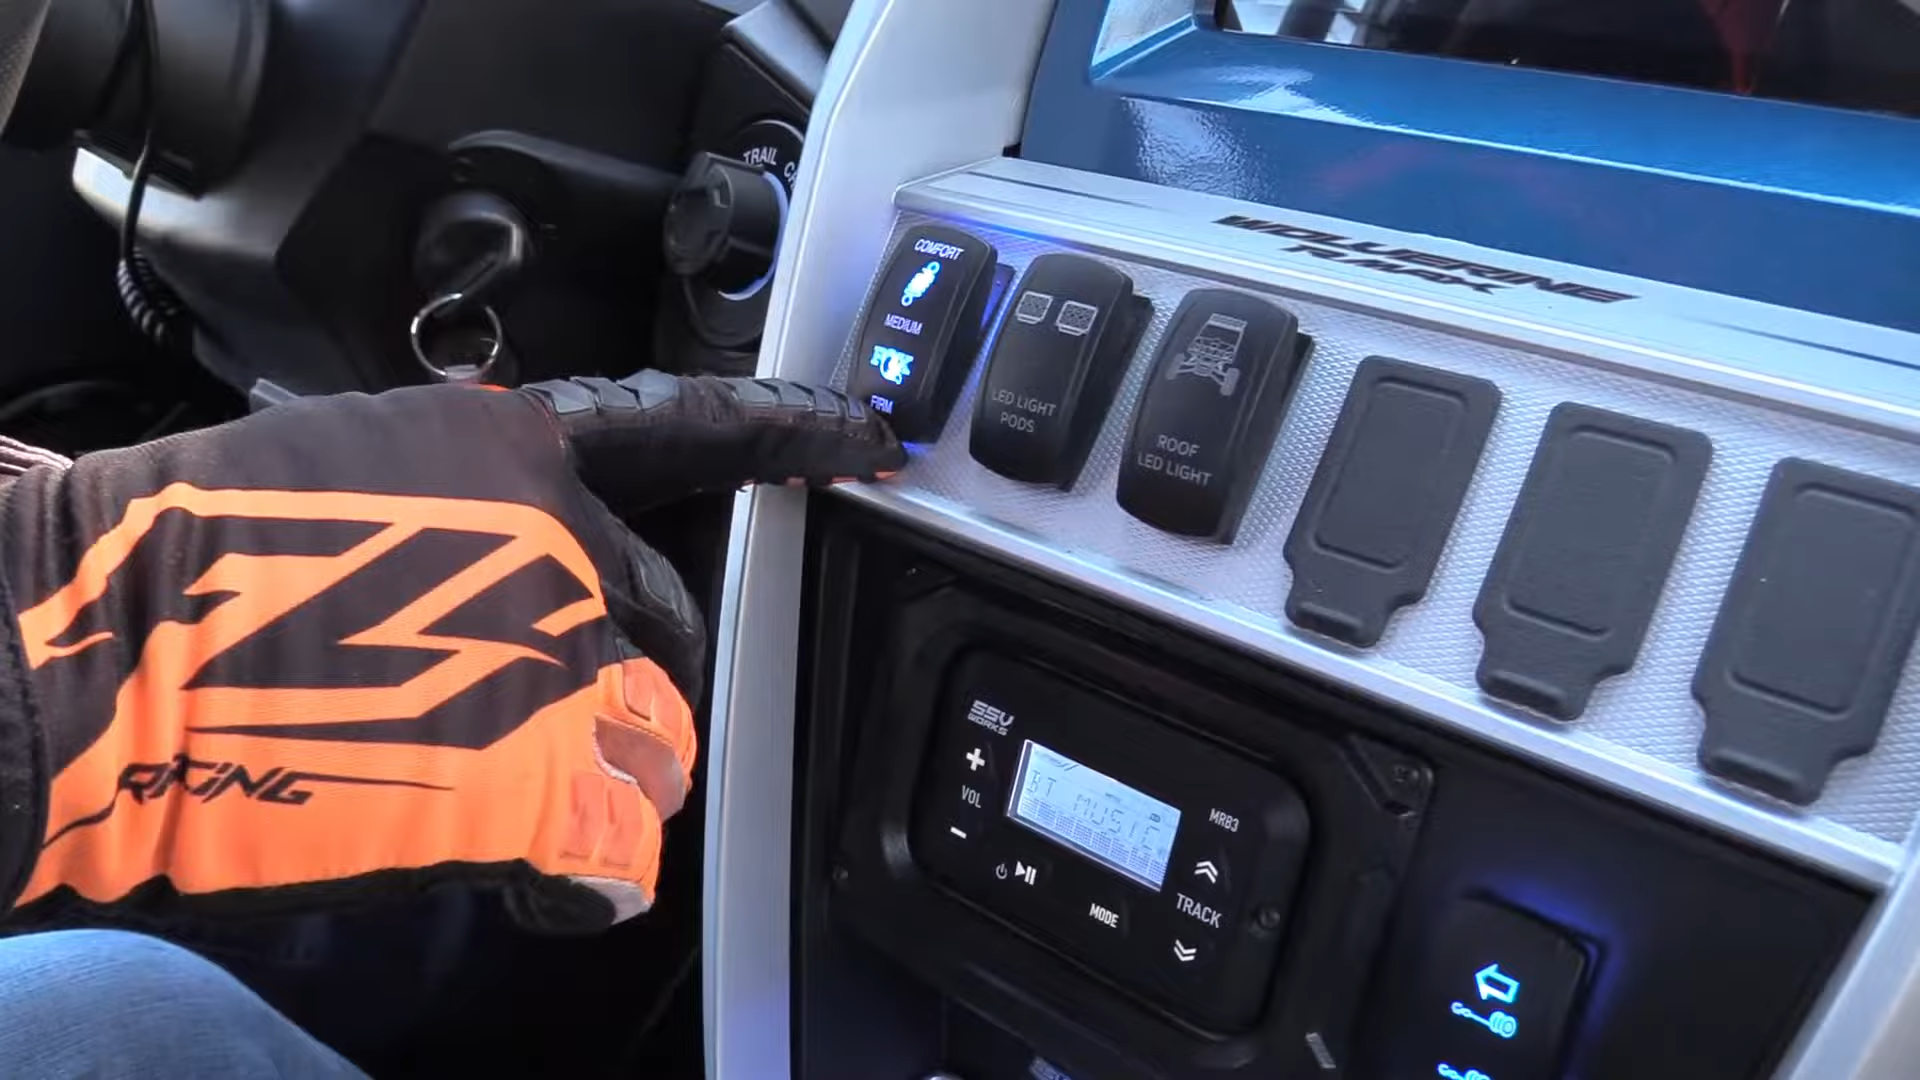 TRAIL
WOLVERINE
RMAX
COMFORT
MEDIUM
FOX
FIRM
LED LIGHT
PODS
ROOF
LED LIGHT
RACING
SSV
WORKS
+
VOL
-
BT MUSIC
MRB3
TRACK
MODE